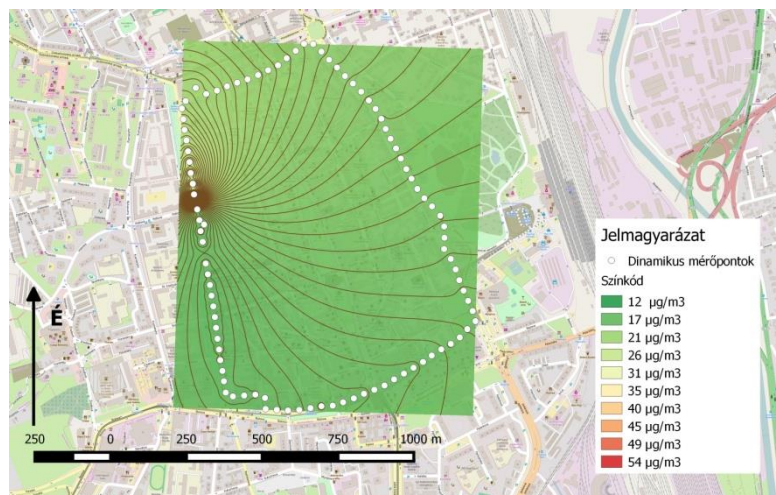 Jelmagyarázat
Dinamikus mérőpontok
Színkód
12 µg/m3
17 µg/m3
21 µg/m3
26 µg/m3
31 µg/m3
35 µg/m3
40 µg/m3
45 µg/m3
49 µg/m3
54 µg/m3
É
250 0 250 500 750 1000 m